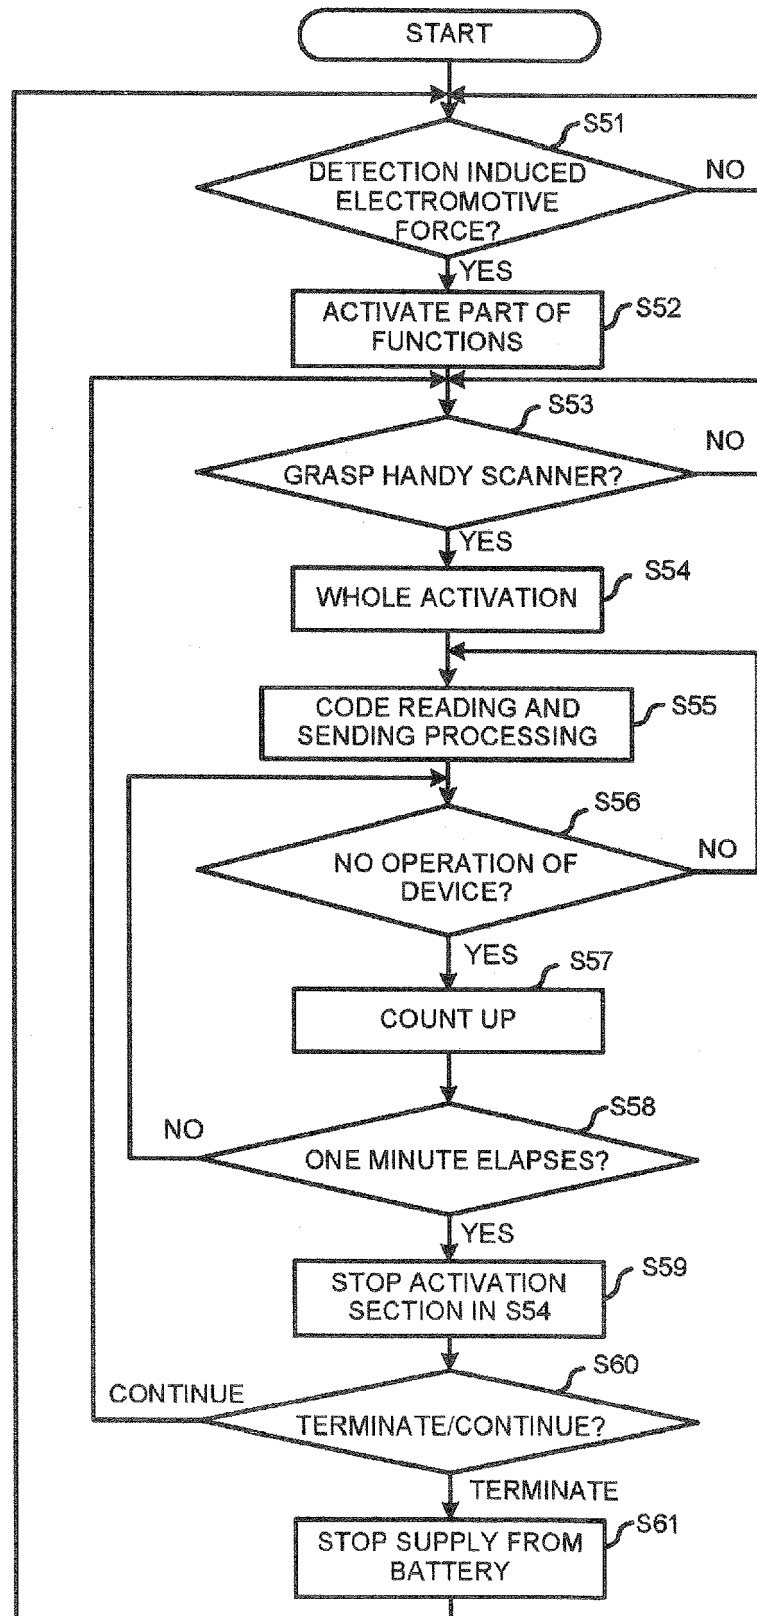 START
S51
DETECTION INDUCED
ELECTROMOTIVE
FORCE?
NO
YES
S52
ACTIVATE PART OF
FUNCTIONS
S53
NO
GRASP HANDY SCANNER?
YES
S54
WHOLE ACTIVATION
CODE READING AND
SENDING PROCESSING
S55
S56
NO OPERATION OF
DEVICE?
NO
YES
S57
COUNT UP
S58
NO
ONE MINUTE ELAPSES?
YES
S59
STOP ACTIVATION
SECTION IN S54
S60
CONTINUE
TERMINATE/CONTINUE?
TERMINATE
S61
STOP SUPPLY FROM
BATTERY